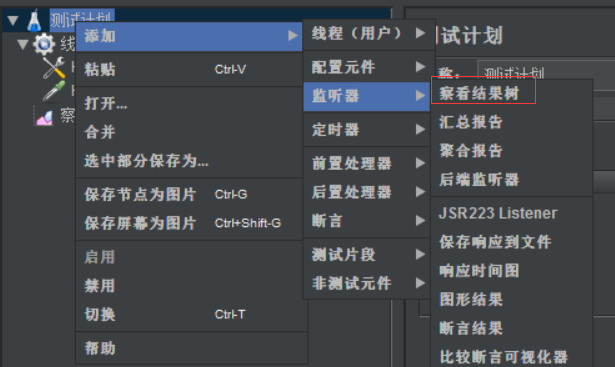 测试计划
线
H
H
察
添加
粘贴 Ctrl-V
打开...
合并
选中部分保存为...
保存节点为图片 Ctrl-G
保存屏幕为图片 Ctrl+Shift-G
启用
禁用
切换 Ctrl-T
帮助
线程（用户）
配置元件
监听器
定时器
前置处理器
后置处理器
断言
测试片段
非测试元件
察看结果树
汇总报告
聚合报告
后端监听器
JSR223 Listener
保存响应到文件
响应时间图
图形结果
断言结果
比较断言可视化器
测试计划
称： 测试计划